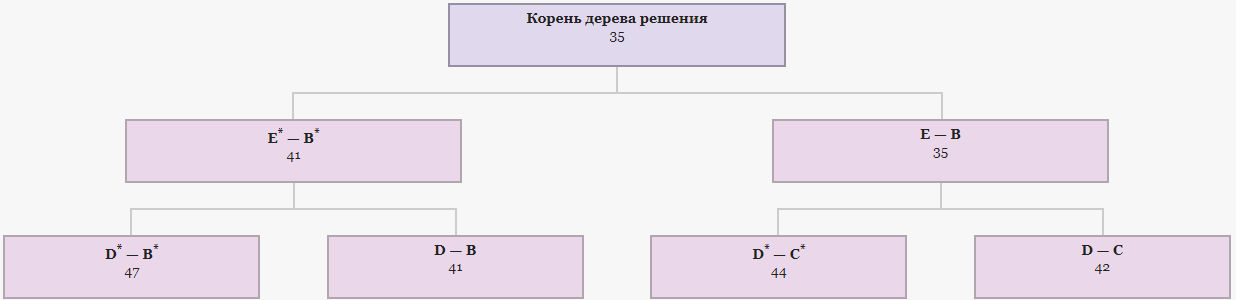 Корень дерева решения
35
E* — B*
41
E — B
35
D* — B*
47
D — B
41
D* — C*
44
D — C
42